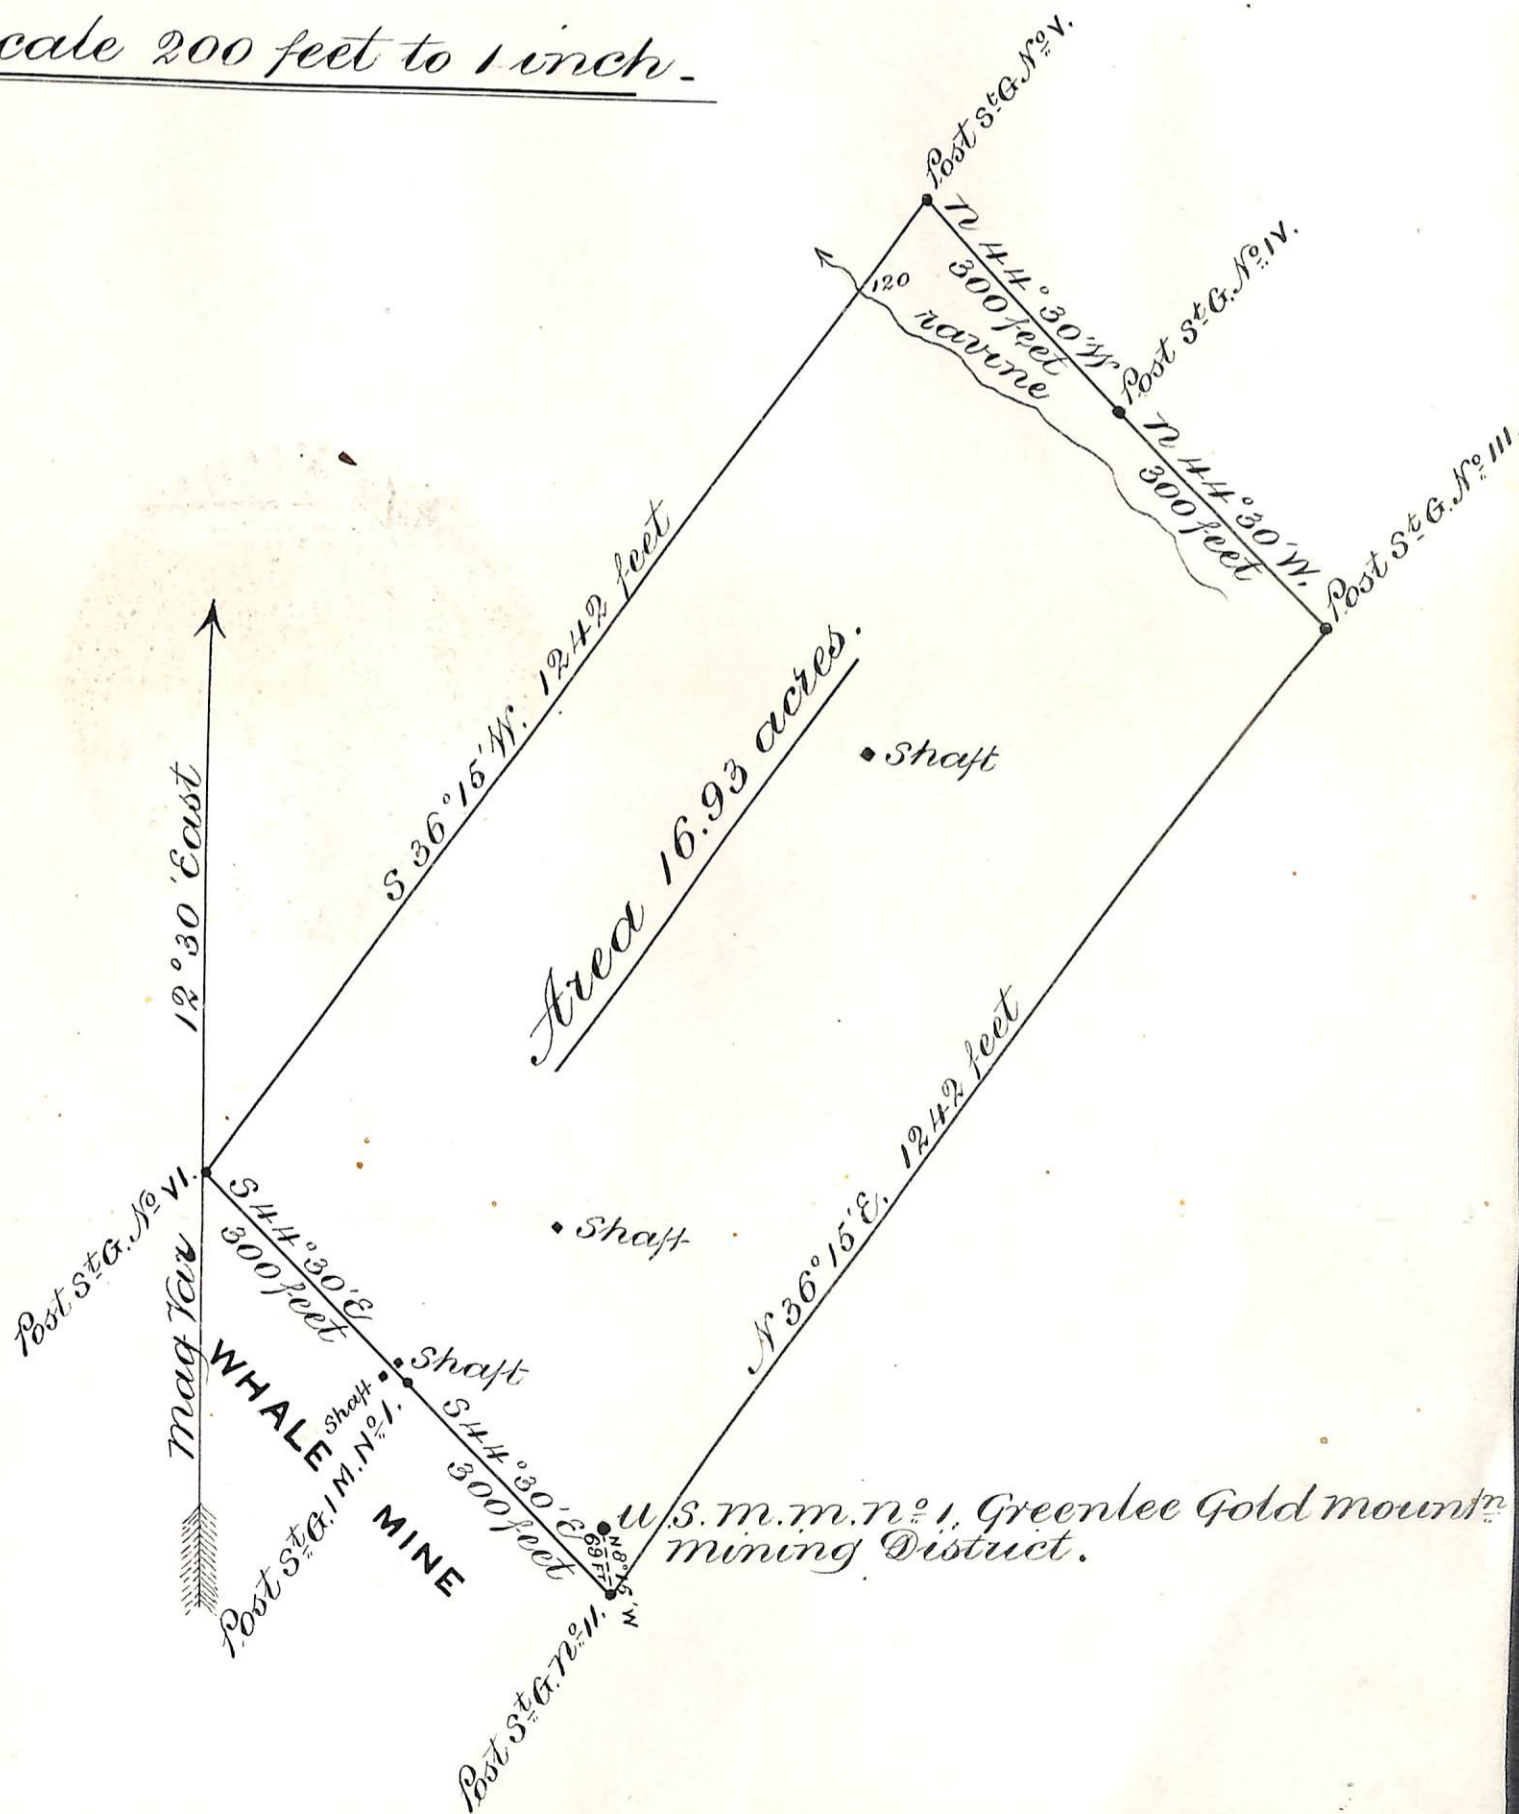 cale 200 feet to 1 inch.
Post St. G. No. V.
N 44° 30' W
300 feet
120
ravine
Post St. G. No. IV.
N 44° 30' W.
300 feet
Post St. G. No. III.
S 36° 15' W. 1242 feet
Area 16.93 acres.
Shaft
12° 30' East
Mag Var
N 36° 15' E. 1242 feet
Post St. G. No VI.
S 44° 30' E
300 feet
Shaft
Shaft
Shaft
WHALE MINE
Post St. G. 1 M. No. 1.
S 44° 30' E
300 feet
N 8° 15' W
U.S.M.M. No. 1, Greenlee Gold Mountn
Mining District.
Post St. G. No. II.